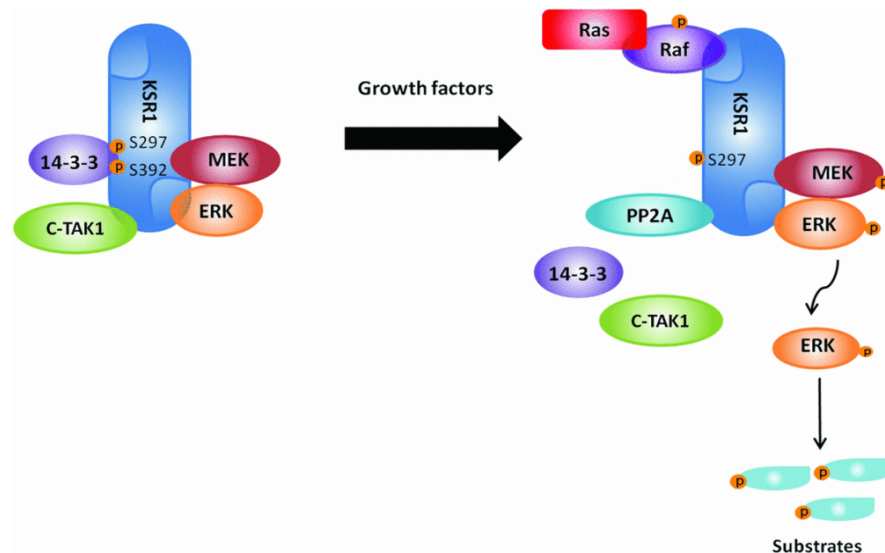 KSR1
P
S297
14-3-3
P
S392
MEK
C-TAK1
ERK
Growth factors
Ras
P
Raf
KSR1
P
S297
MEK
P
PP2A
ERK
P
14-3-3
C-TAK1
ERK
P
P
P
P
Substrates